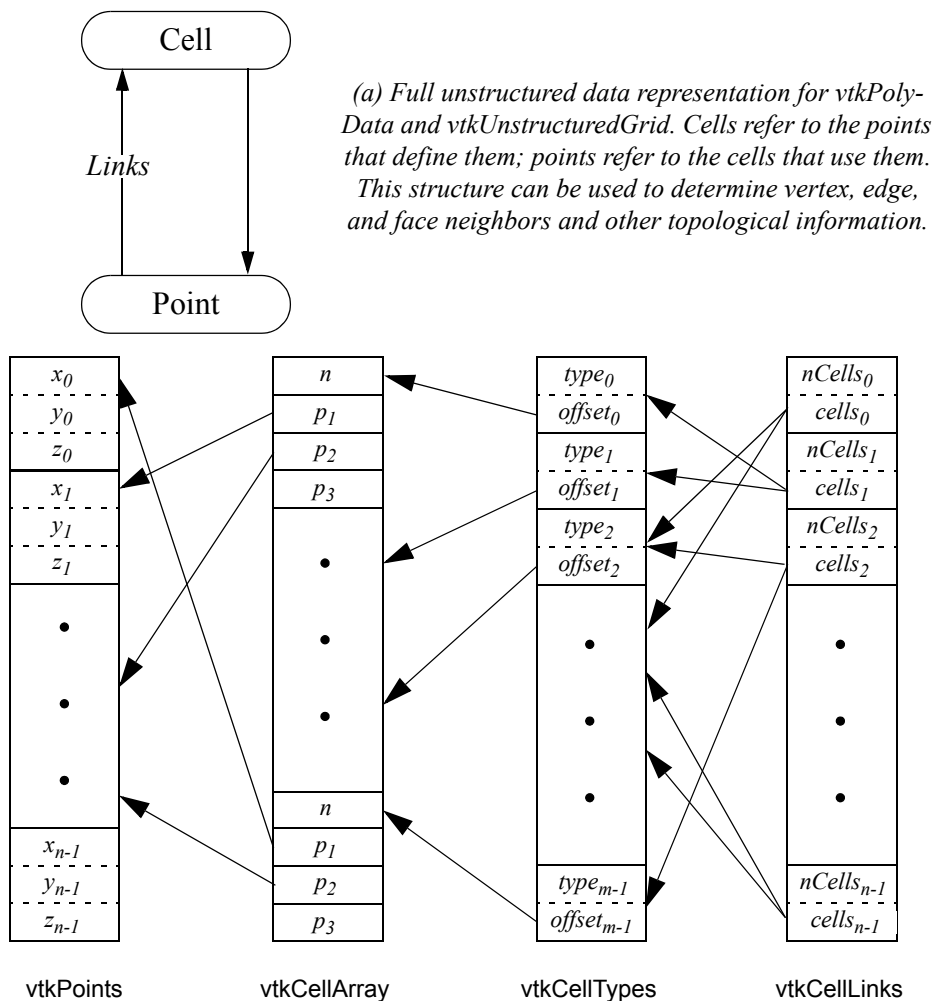 Cell
(a) Full unstructured data representation for vtkPoly-
Data and vtkUnstructuredGrid. Cells refer to the points
that define them; points refer to the cells that use them.
This structure can be used to determine vertex, edge,
and face neighbors and other topological information.
Links
Point
x0
y0
z0
x1
y1
z1
xn-1
yn-1
zn-1
vtkPoints
n
p1
p2
p3
n
p1
p2
p3
vtkCellArray
type0
offset0
type1
offset1
type2
offset2
typem-1
offsetm-1
vtkCellTypes
nCells0
cells0
nCells1
cells1
nCells2
cells2
nCellsn-1
cellsn-1
vtkCellLinks